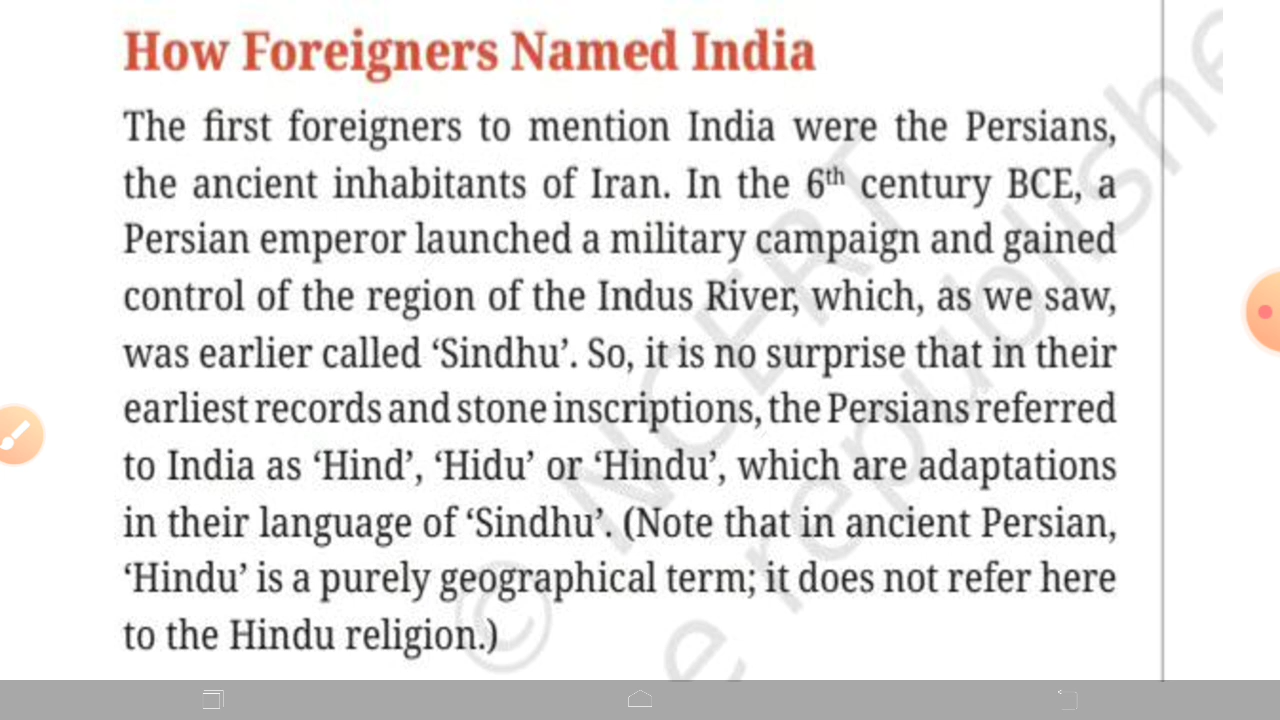 How Foreigners Named India
The first foreigners to mention India were the Persians,
the ancient inhabitants of Iran. In the 6th century BCE, a
Persian emperor launched a military campaign and gained
control of the region of the Indus River, which, as we saw,
was earlier called ‘Sindhu’. So, it is no surprise that in their
earliest records and stone inscriptions, the Persians referred
to India as ‘Hind’, ‘Hidu’ or ‘Hindu’, which are adaptations
in their language of ‘Sindhu’. (Note that in ancient Persian,
‘Hindu’ is a purely geographical term; it does not refer here
to the Hindu religion.)
© NCERT